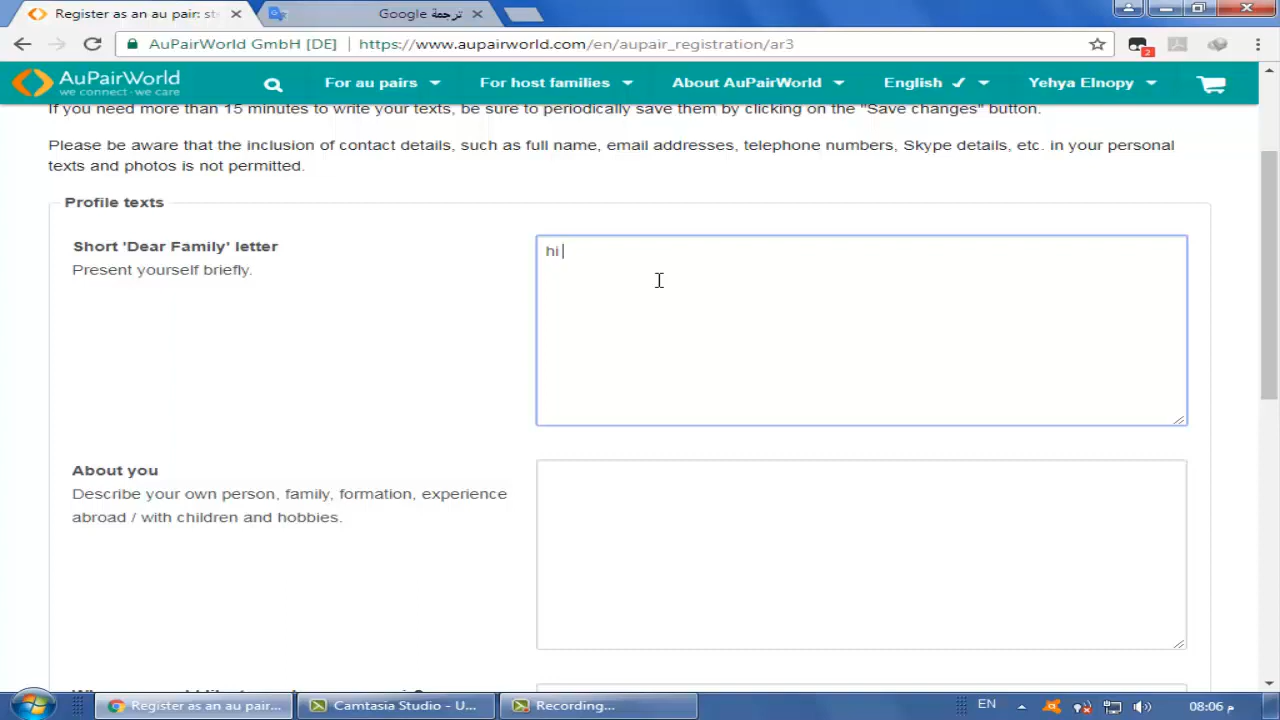 Register as an au pair: st
Google ترجمة
AuPairWorld GmbH [DE] https://www.aupairworld.com/en/aupair_registration/ar3
2
AuPairWorld
we connect · we care
For au pairs
For host families
About AuPairWorld
English
Yehya Elnopy
If you need more than 15 minutes to write your texts, be sure to periodically save them by clicking on the "Save changes" button.
Please be aware that the inclusion of contact details, such as full name, email addresses, telephone numbers, Skype details, etc. in your personal
texts and photos is not permitted.
Profile texts
Short 'Dear Family' letter
Present yourself briefly.
hi
About you
Describe your own person, family, formation, experience
abroad / with children and hobbies.
Register as an au pair...
Camtasia Studio - U...
Recording...
EN
08:06 م